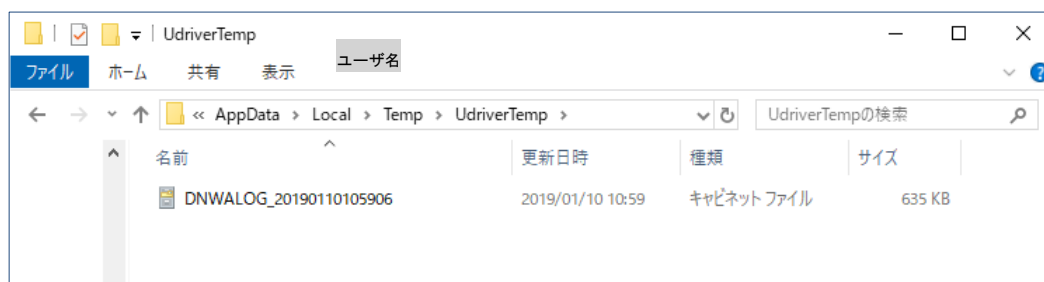 UdriverTemp
ユーザ名
ファイル ホーム 共有 表示
« AppData > Local > Temp > UdriverTemp > UdriverTempの検索
名前 更新日時 種類 サイズ
DNWALOG_20190110105906 2019/01/10 10:59 キャビネット ファイル 635 KB